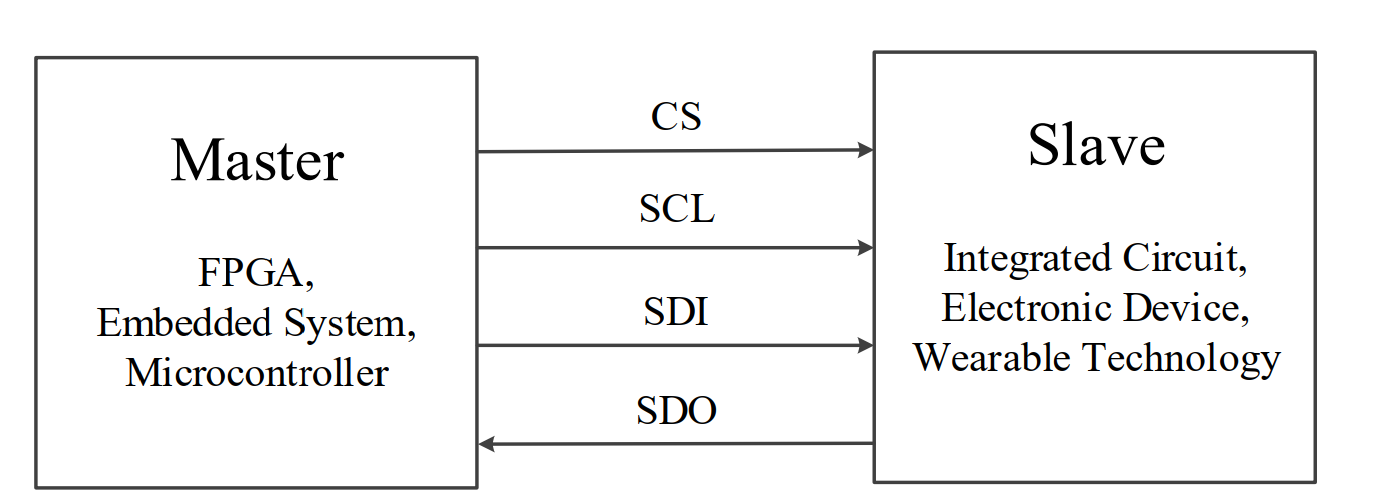 Master
FPGA,
Embedded System,
Microcontroller
CS
SCL
SDI
SDO
Slave
Integrated Circuit,
Electronic Device,
Wearable Technology